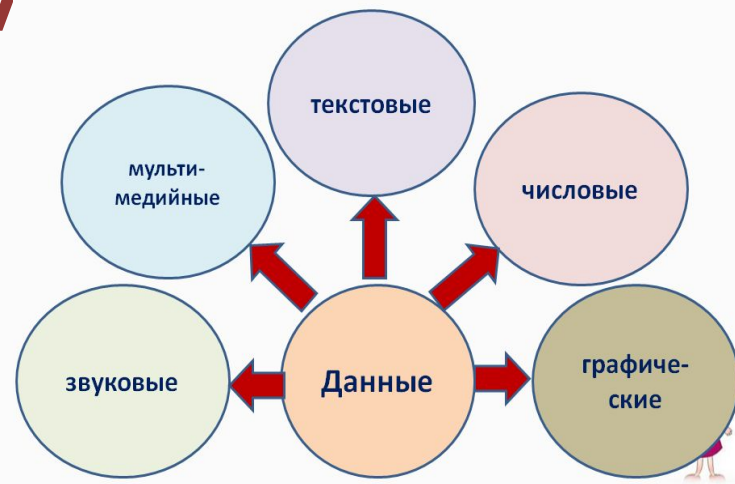 текстовые
мульти-
медийные
числовые
звуковые
Данные
графиче-
ские